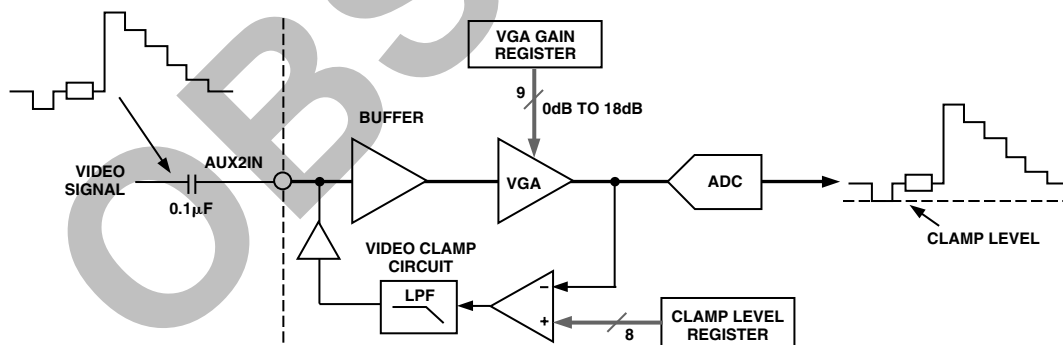 VGA GAIN
REGISTER
9
0dB TO 18dB
BUFFER
AUX2IN
VIDEO
SIGNAL
0.1µF
VGA
ADC
CLAMP LEVEL
VIDEO CLAMP
CIRCUIT
LPF
–
+
8
CLAMP LEVEL
REGISTER
OBS